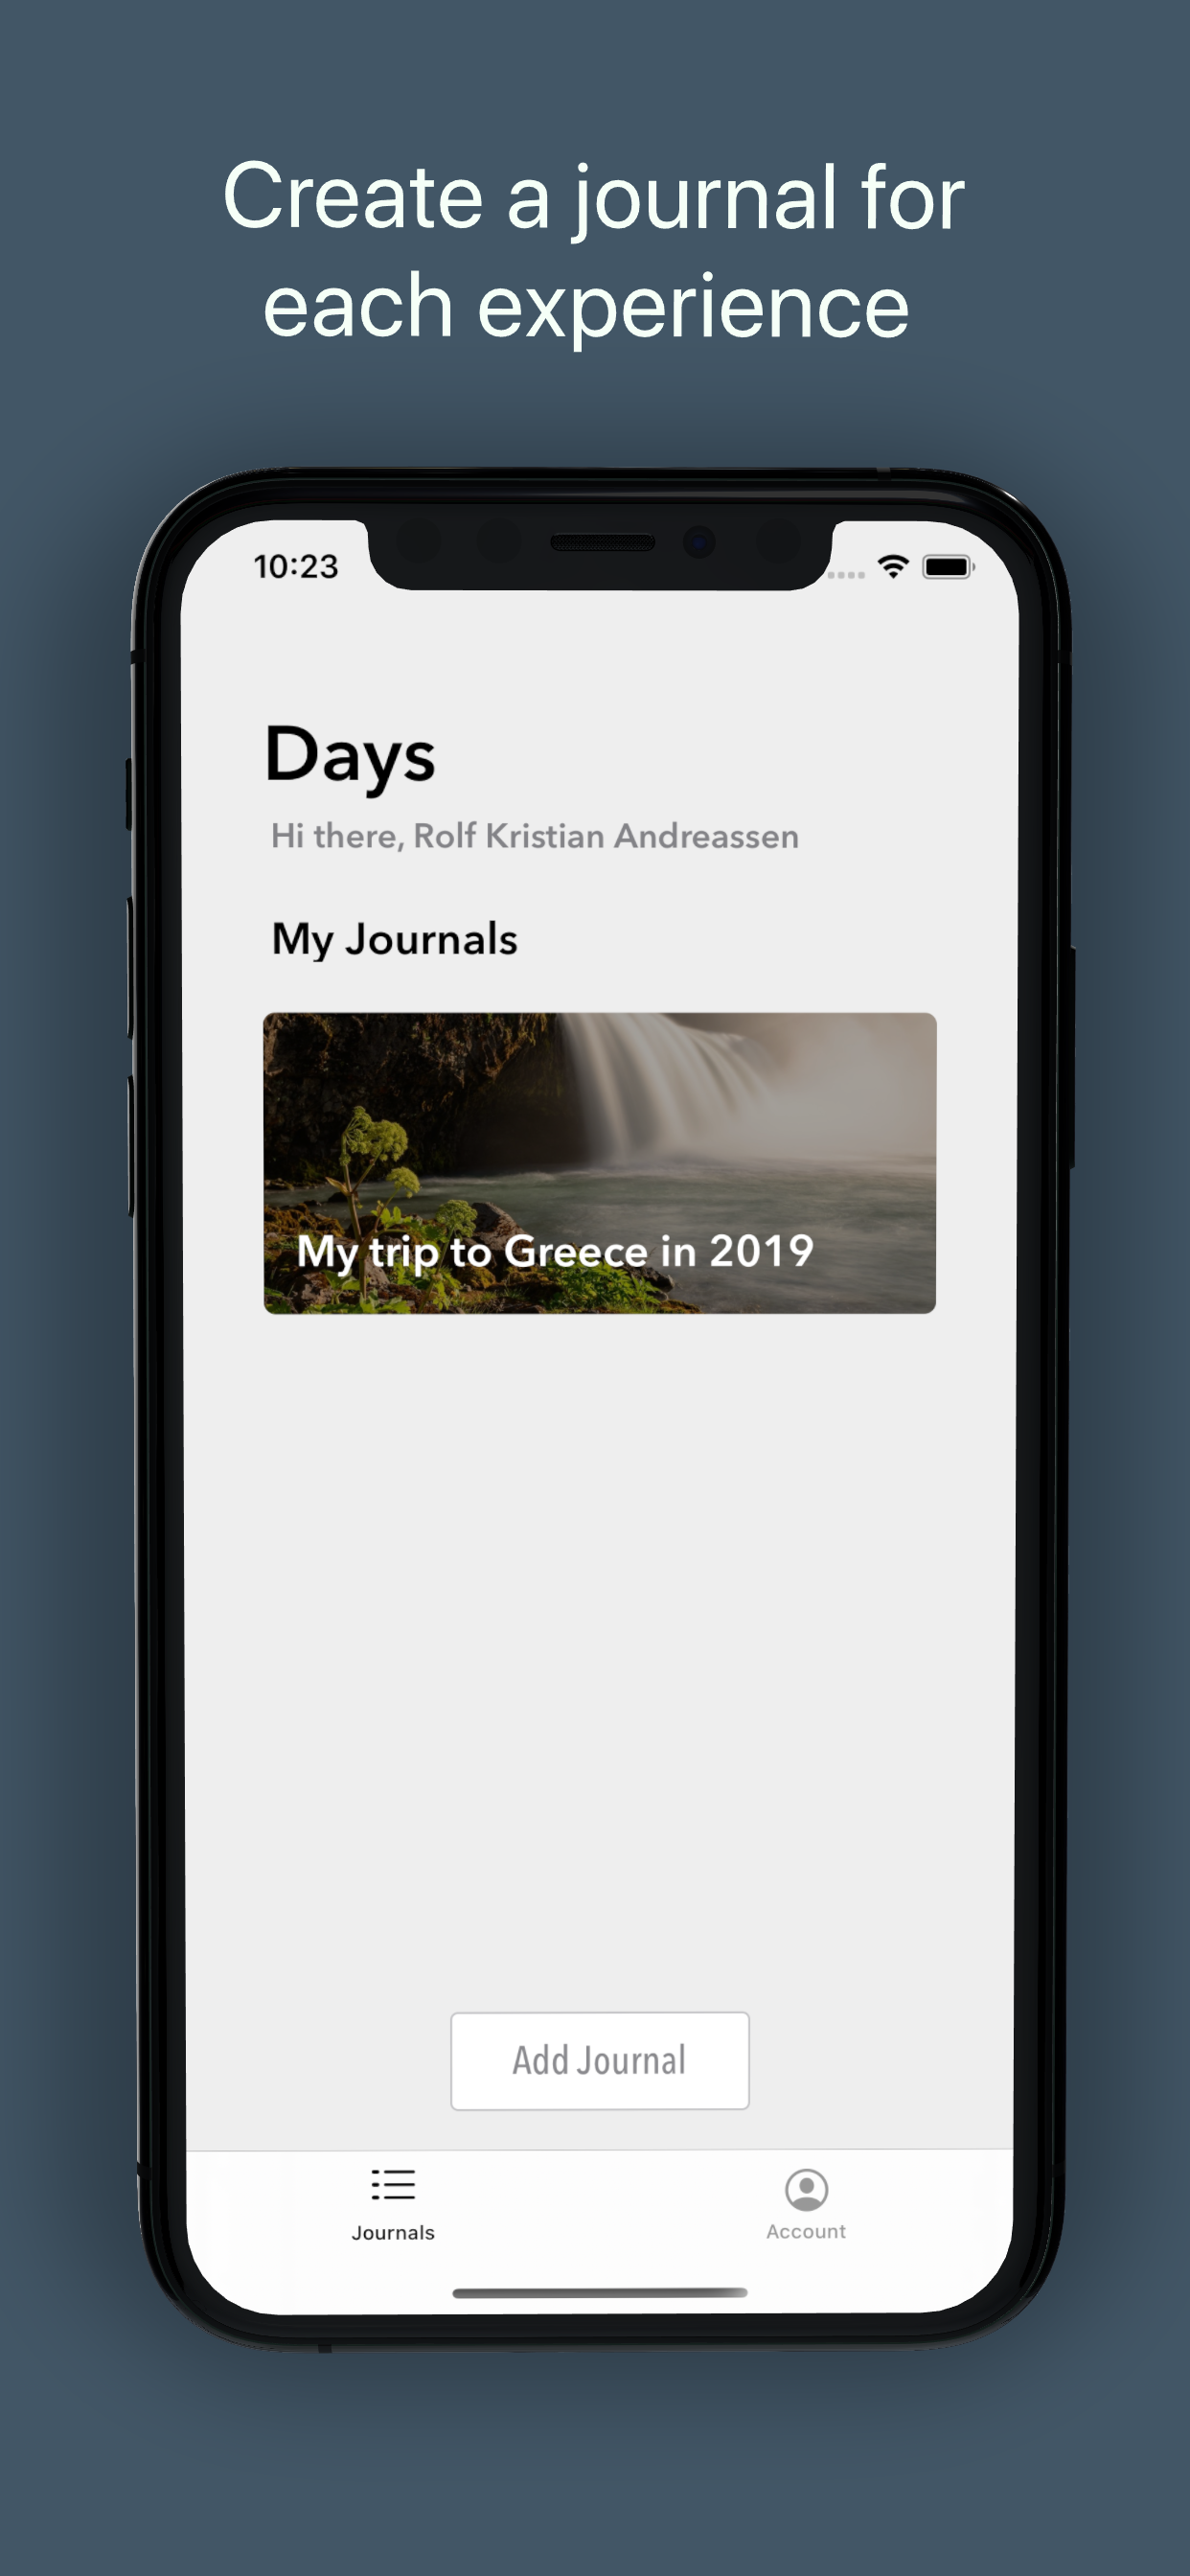 Create a journal for
each experience
10:23
Days
Hi there, Rolf Kristian Andreassen
My Journals
My trip to Greece in 2019
Add Journal
Journals
Account